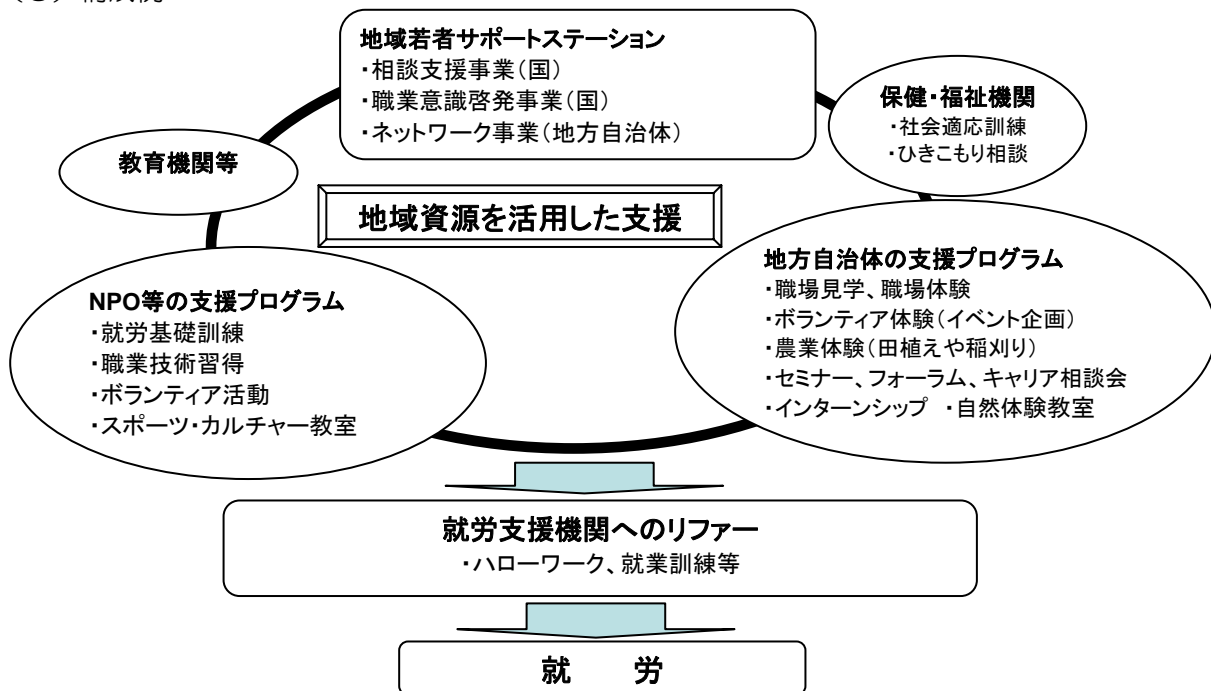 地域若者サポートステーション
・相談支援事業（国）
・職業意識啓発事業（国）
・ネットワーク事業（地方自治体）
保健・福祉機関
・社会適応訓練
・ひきこもり相談
教育機関等
地域資源を活用した支援
NPO等の支援プログラム
・就労基礎訓練
・職業技術習得
・ボランティア活動
・スポーツ・カルチャー教室
地方自治体の支援プログラム
・職場見学、職場体験
・ボランティア体験（イベント企画）
・農業体験（田植えや稲刈り）
・セミナー、フォーラム、キャリア相談会
・インターンシップ ・自然体験教室
就労支援機関へのリファー
・ハローワーク、就業訓練等
就 労